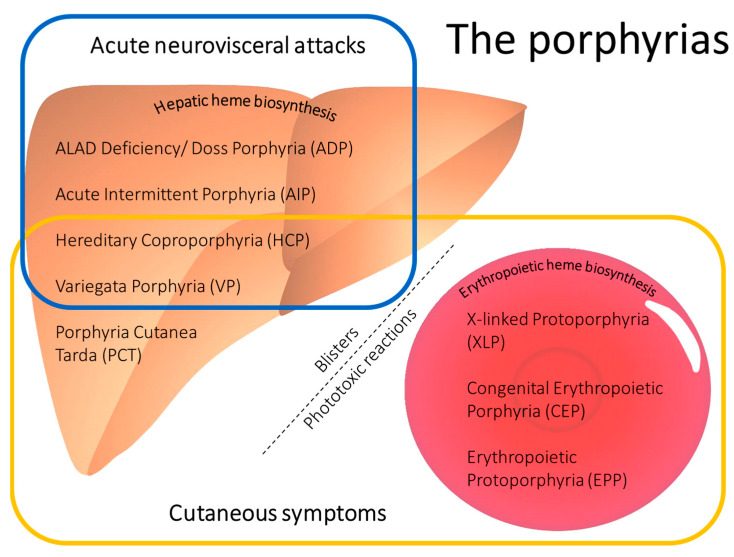 The porphyrias
Acute neurovisceral attacks
Hepatic heme biosynthesis
ALAD Deficiency/ Doss Porphyria (ADP)
Acute Intermittent Porphyria (AIP)
Hereditary Coproporphyria (HCP)
Variegata Porphyria (VP)
Porphyria Cutanea
Tarda (PCT)
Blisters
Phototoxic reactions
Erythropoietic heme biosynthesis
X-linked Protoporphyria
(XLP)
Congenital Erythropoietic
Porphyria (CEP)
Erythropoietic
Protoporphyria (EPP)
Cutaneous symptoms